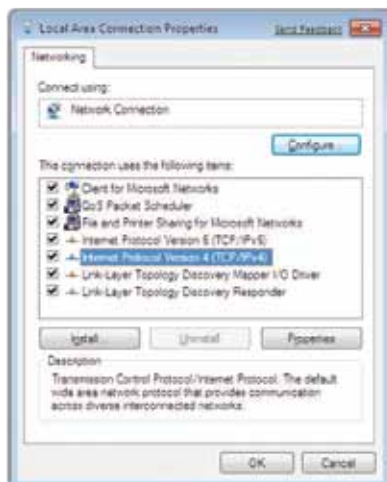 Local Area Connection Properties
Send Feedback
Networking
Connect using:
Network Connection
Configure...
This connection uses the following items:
Client for Microsoft Networks
QoS Packet Scheduler
File and Printer Sharing for Microsoft Networks
Internet Protocol Version 6 (TCP/IPv6)
Internet Protocol Version 4 (TCP/IPv4)
Link-Layer Topology Discovery Mapper I/O Driver
Link-Layer Topology Discovery Responder
Install...
Uninstall
Properties
Description
Transmission Control Protocol/Internet Protocol. The default
wide area network protocol that provides communication
across diverse interconnected networks.
OK
Cancel